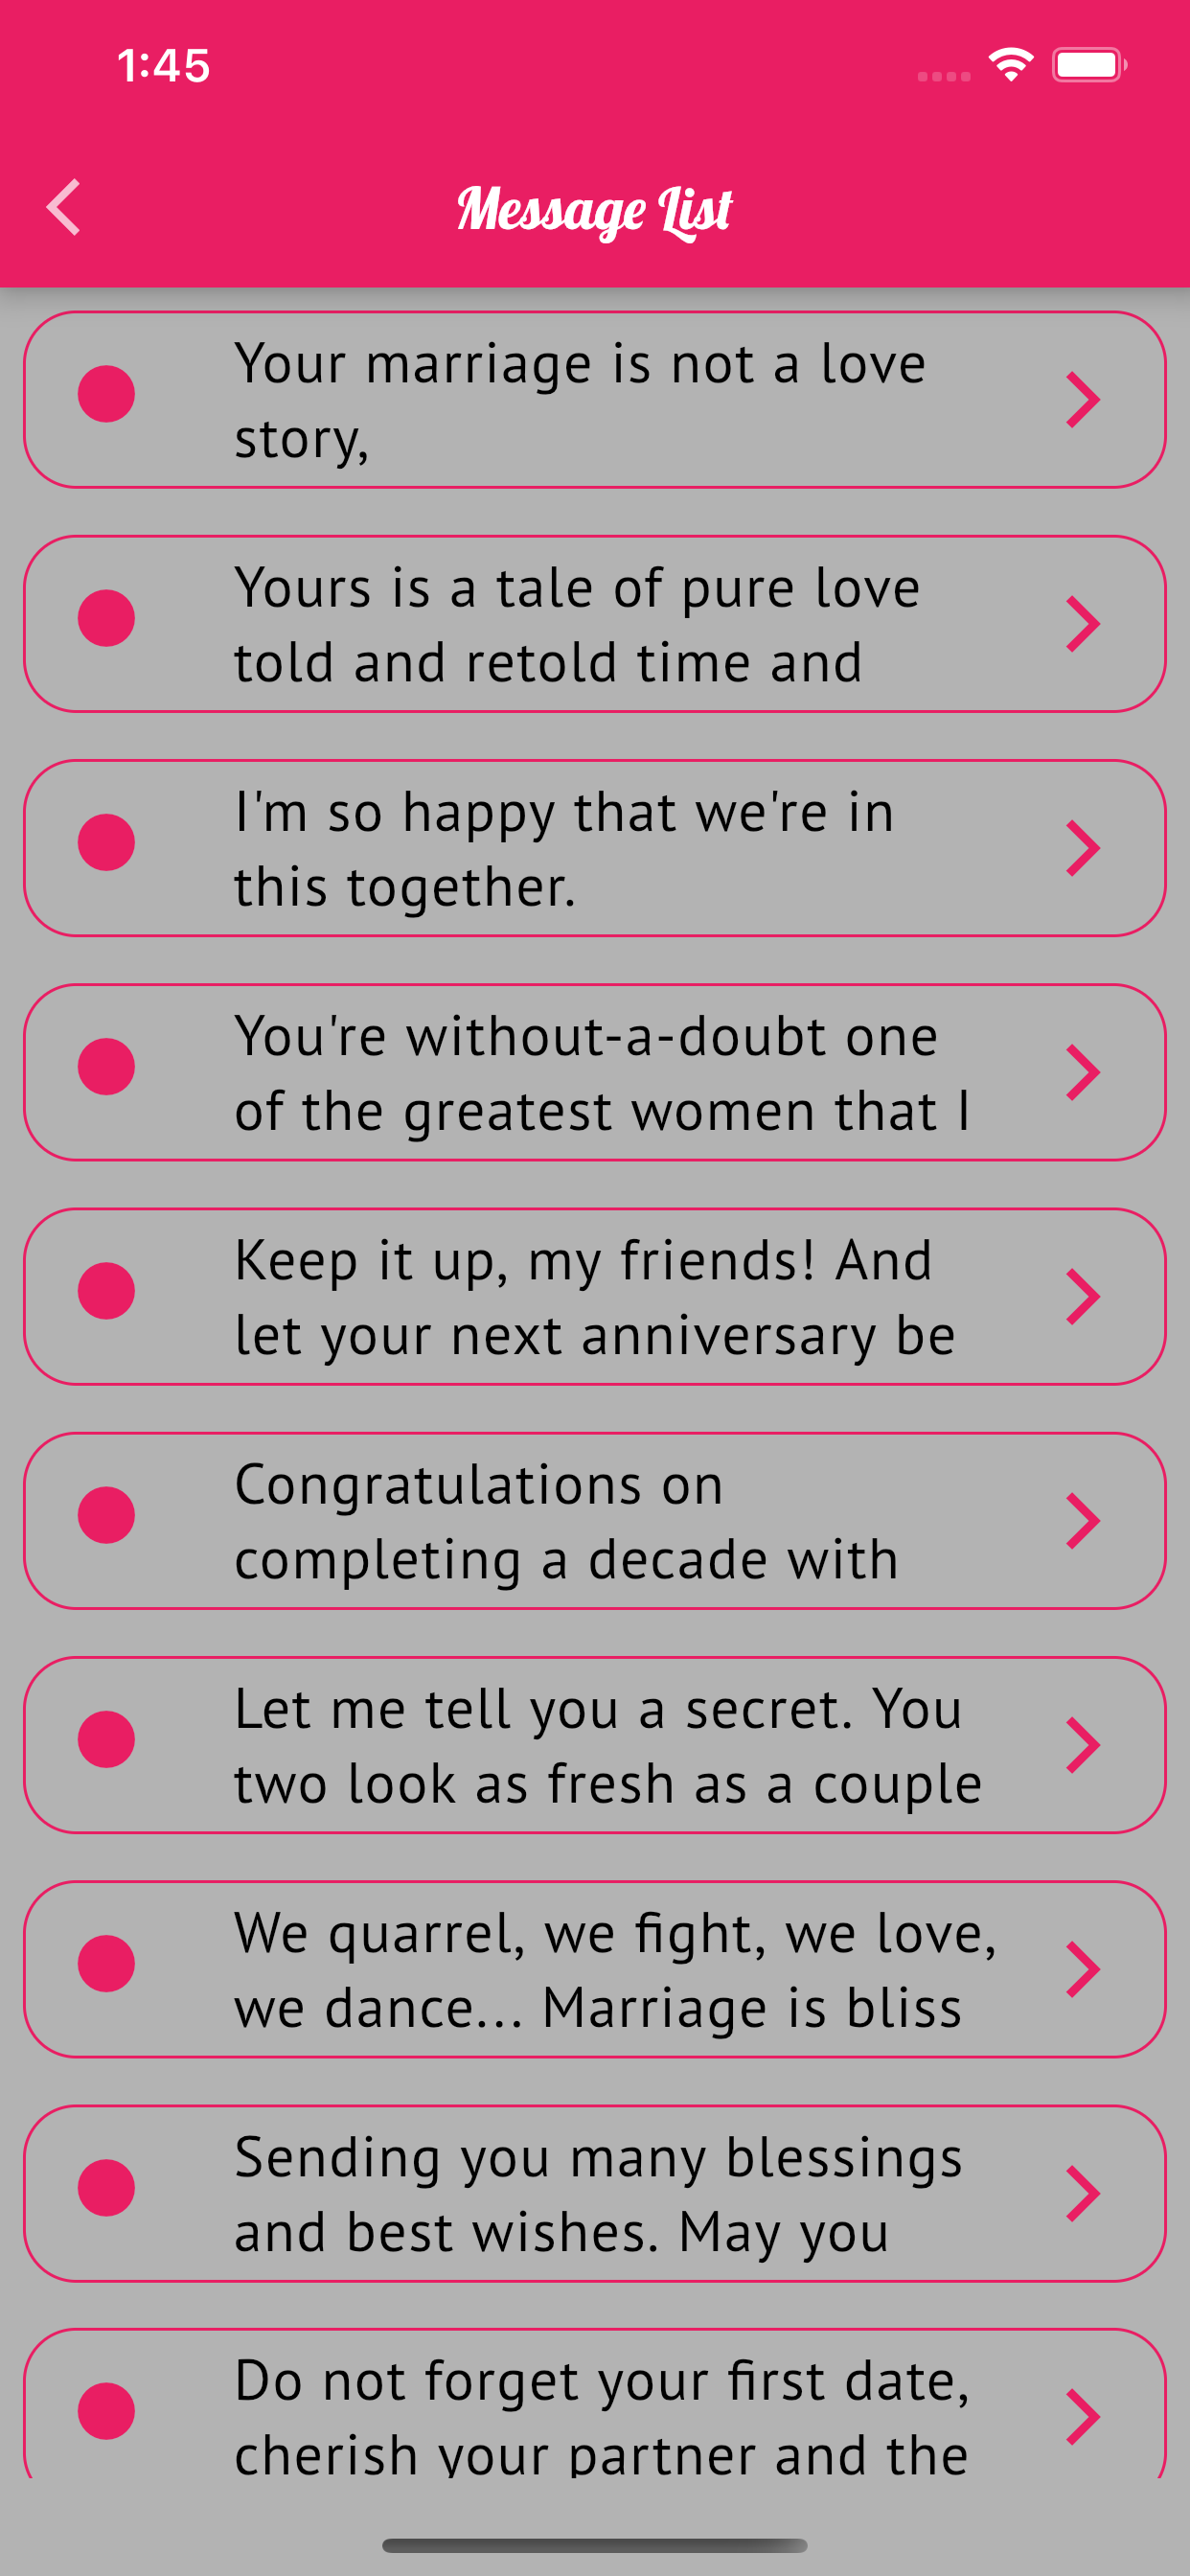 1:45
Message List
Your marriage is not a love
story,
Yours is a tale of pure love
told and retold time and
I'm so happy that we're in
this together.
You're without-a-doubt one
of the greatest women that I
Keep it up, my friends! And
let your next anniversary be
Congratulations on
completing a decade with
Let me tell you a secret. You
two look as fresh as a couple
We quarrel, we fight, we love,
we dance... Marriage is bliss
Sending you many blessings
and best wishes. May you
Do not forget your first date,
cherish your partner and the